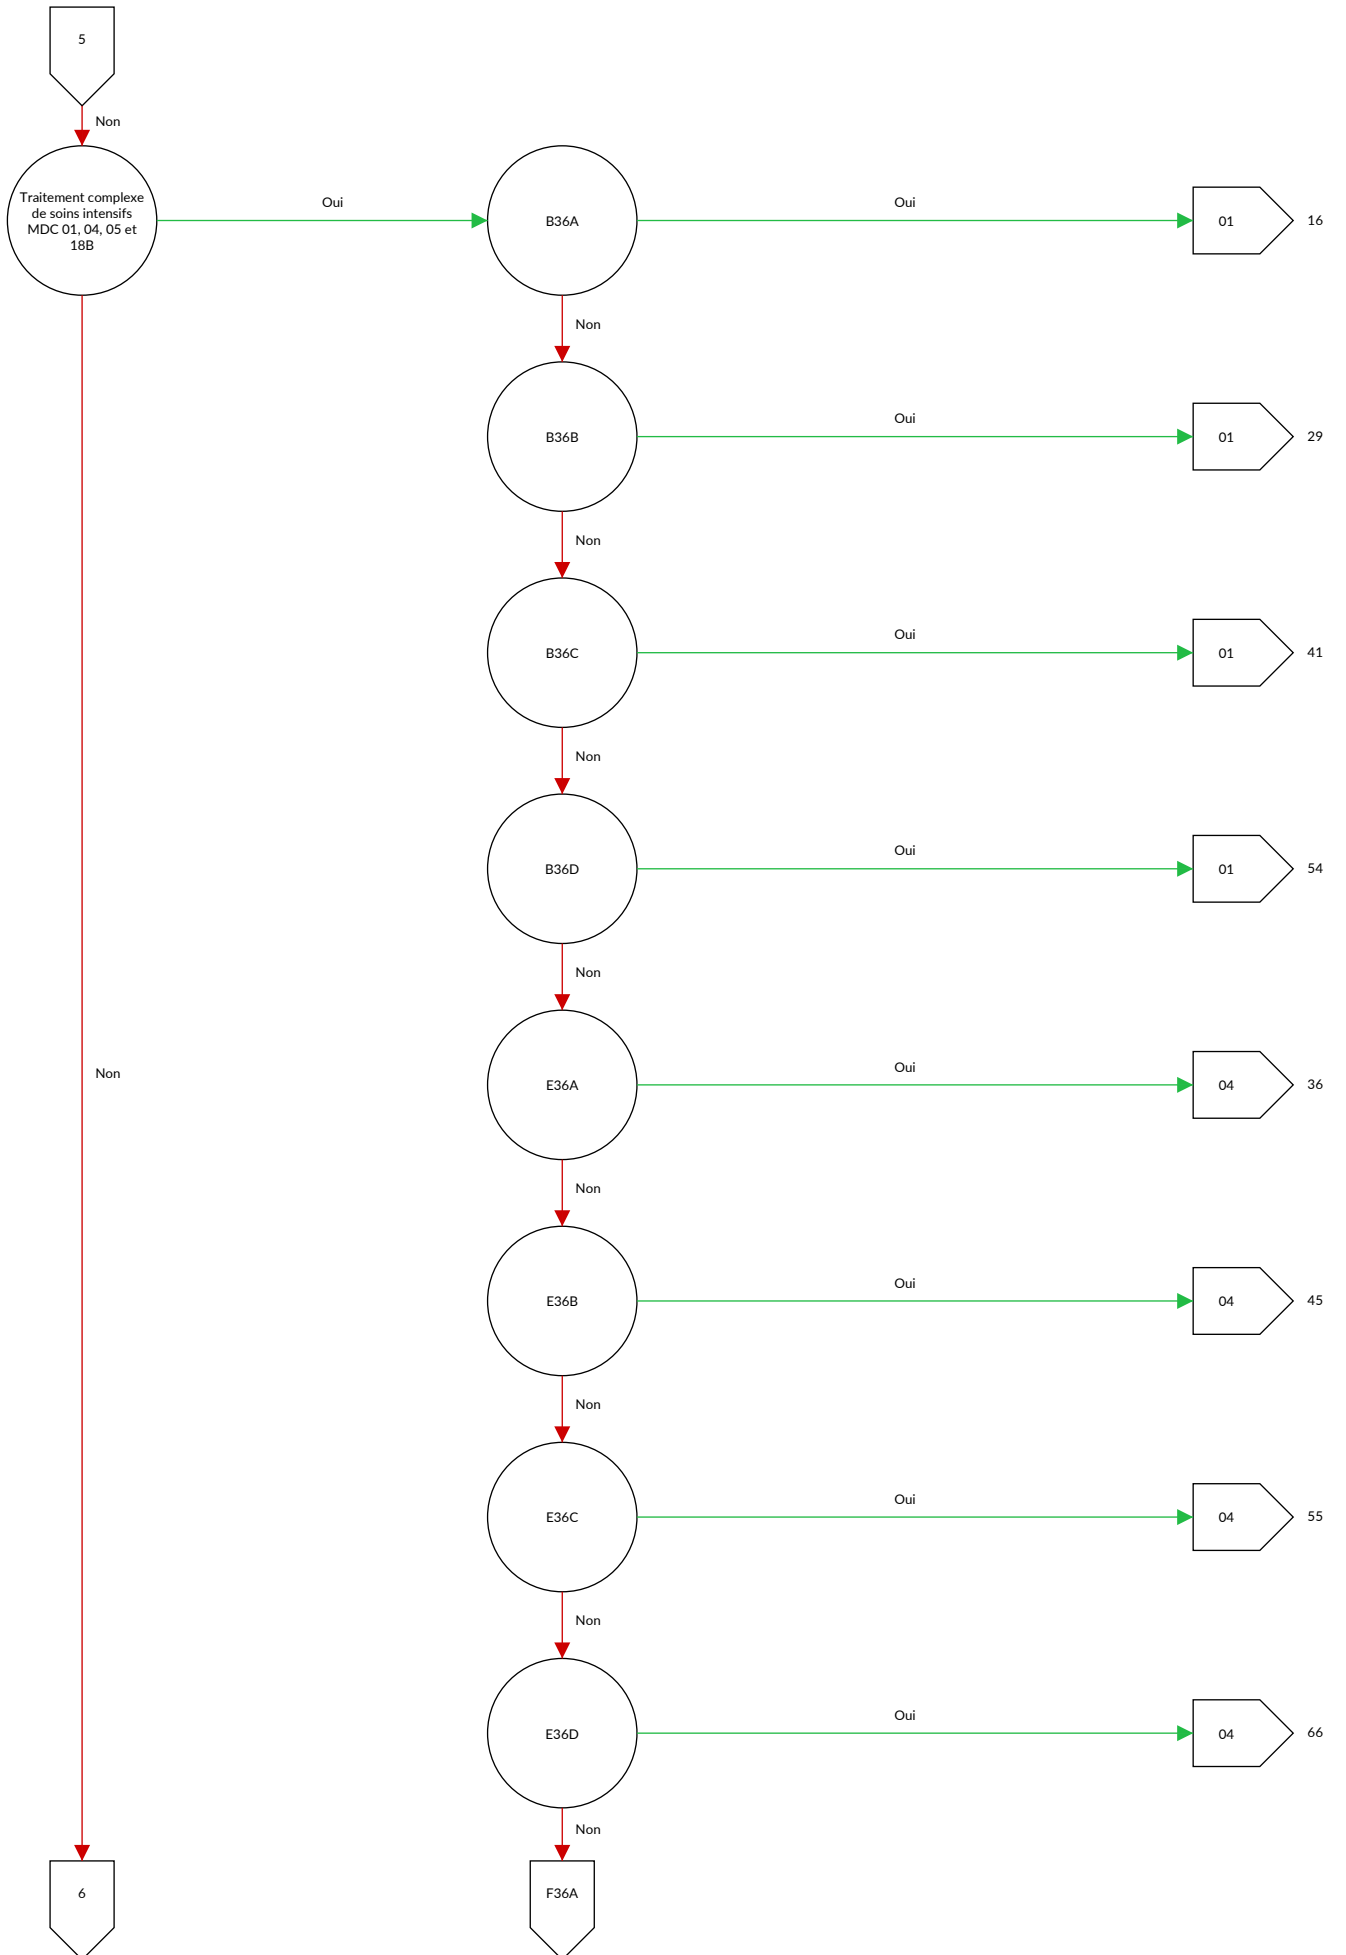 5
Non
Traitement complexe
de soins intensifs
MDC 01, 04, 05 et
18B
Oui
B36A
Oui
01
16
Non
B36B
Oui
01
29
Non
B36C
Oui
01
41
Non
B36D
Oui
01
54
Non
E36A
Oui
04
36
Non
Non
E36B
Oui
04
45
Non
E36C
Oui
04
55
Non
E36D
Oui
04
66
Non
6
F36A